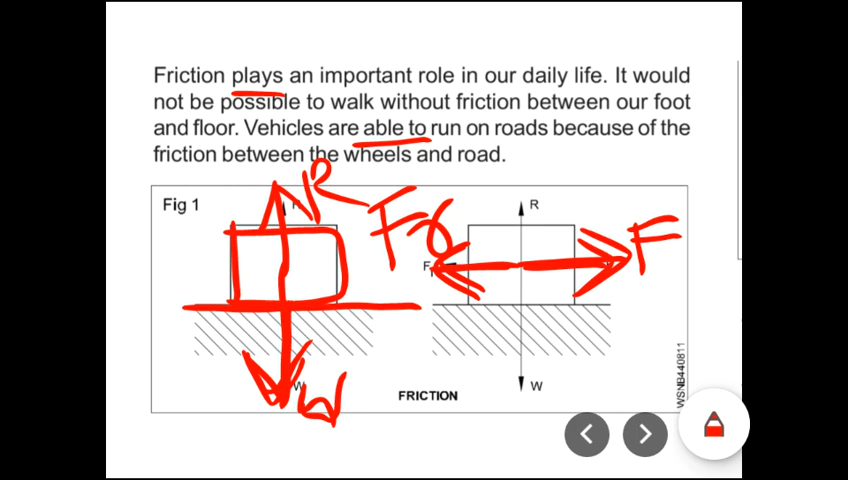 Friction plays an important role in our daily life. It would
not be possible to walk without friction between our foot
and floor. Vehicles are able to run on roads because of the
friction between the wheels and road.
Fig 1
R
R
Ff
F
R
F
W
W
W
FRICTION
WSNB440811